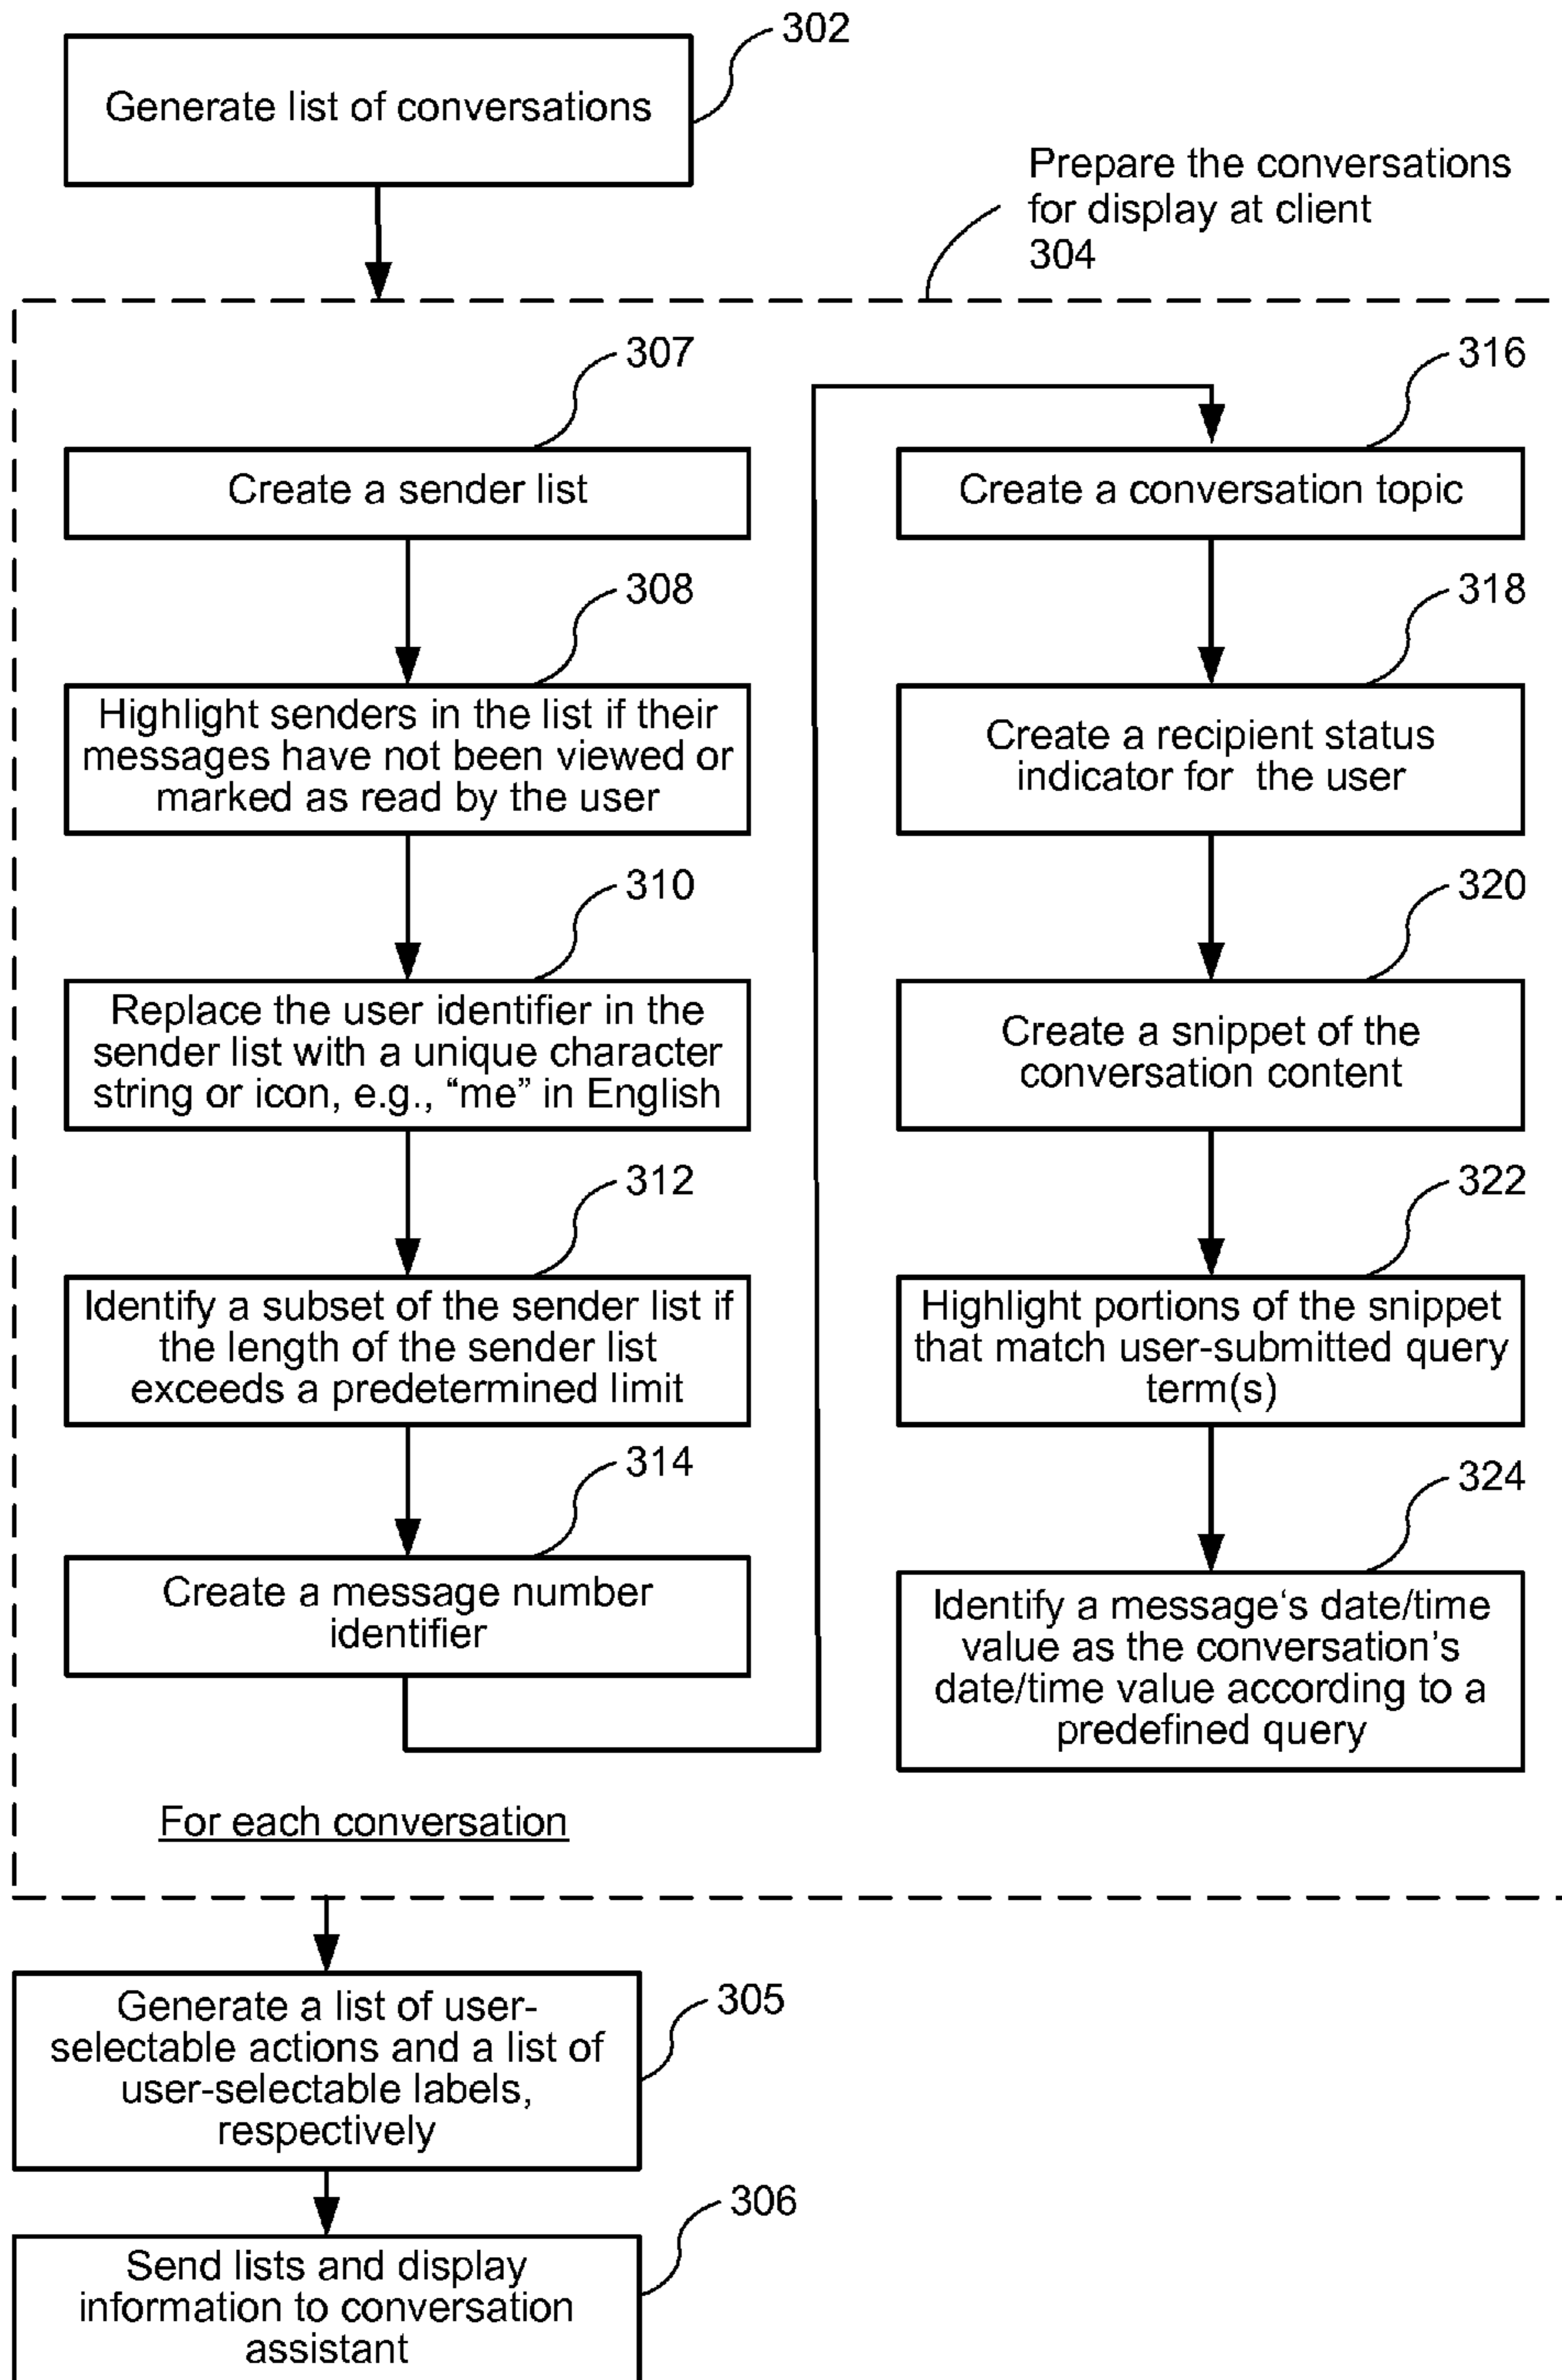 302
Generate list of conversations
Prepare the conversations
for display at client
304
307
Create a sender list
308
Highlight senders in the list if their
messages have not been viewed or
marked as read by the user
310
Replace the user identifier in the
sender list with a unique character
string or icon, e.g., “me” in English
312
Identify a subset of the sender list if
the length of the sender list
exceeds a predetermined limit
314
Create a message number
identifier
316
Create a conversation topic
318
Create a recipient status
indicator for the user
320
Create a snippet of the
conversation content
322
Highlight portions of the snippet
that match user-submitted query
term(s)
324
Identify a message‘s date/time
value as the conversation’s
date/time value according to a
predefined query
For each conversation
305
Generate a list of user-
selectable actions and a list of
user-selectable labels,
respectively
306
Send lists and display
information to conversation
assistant